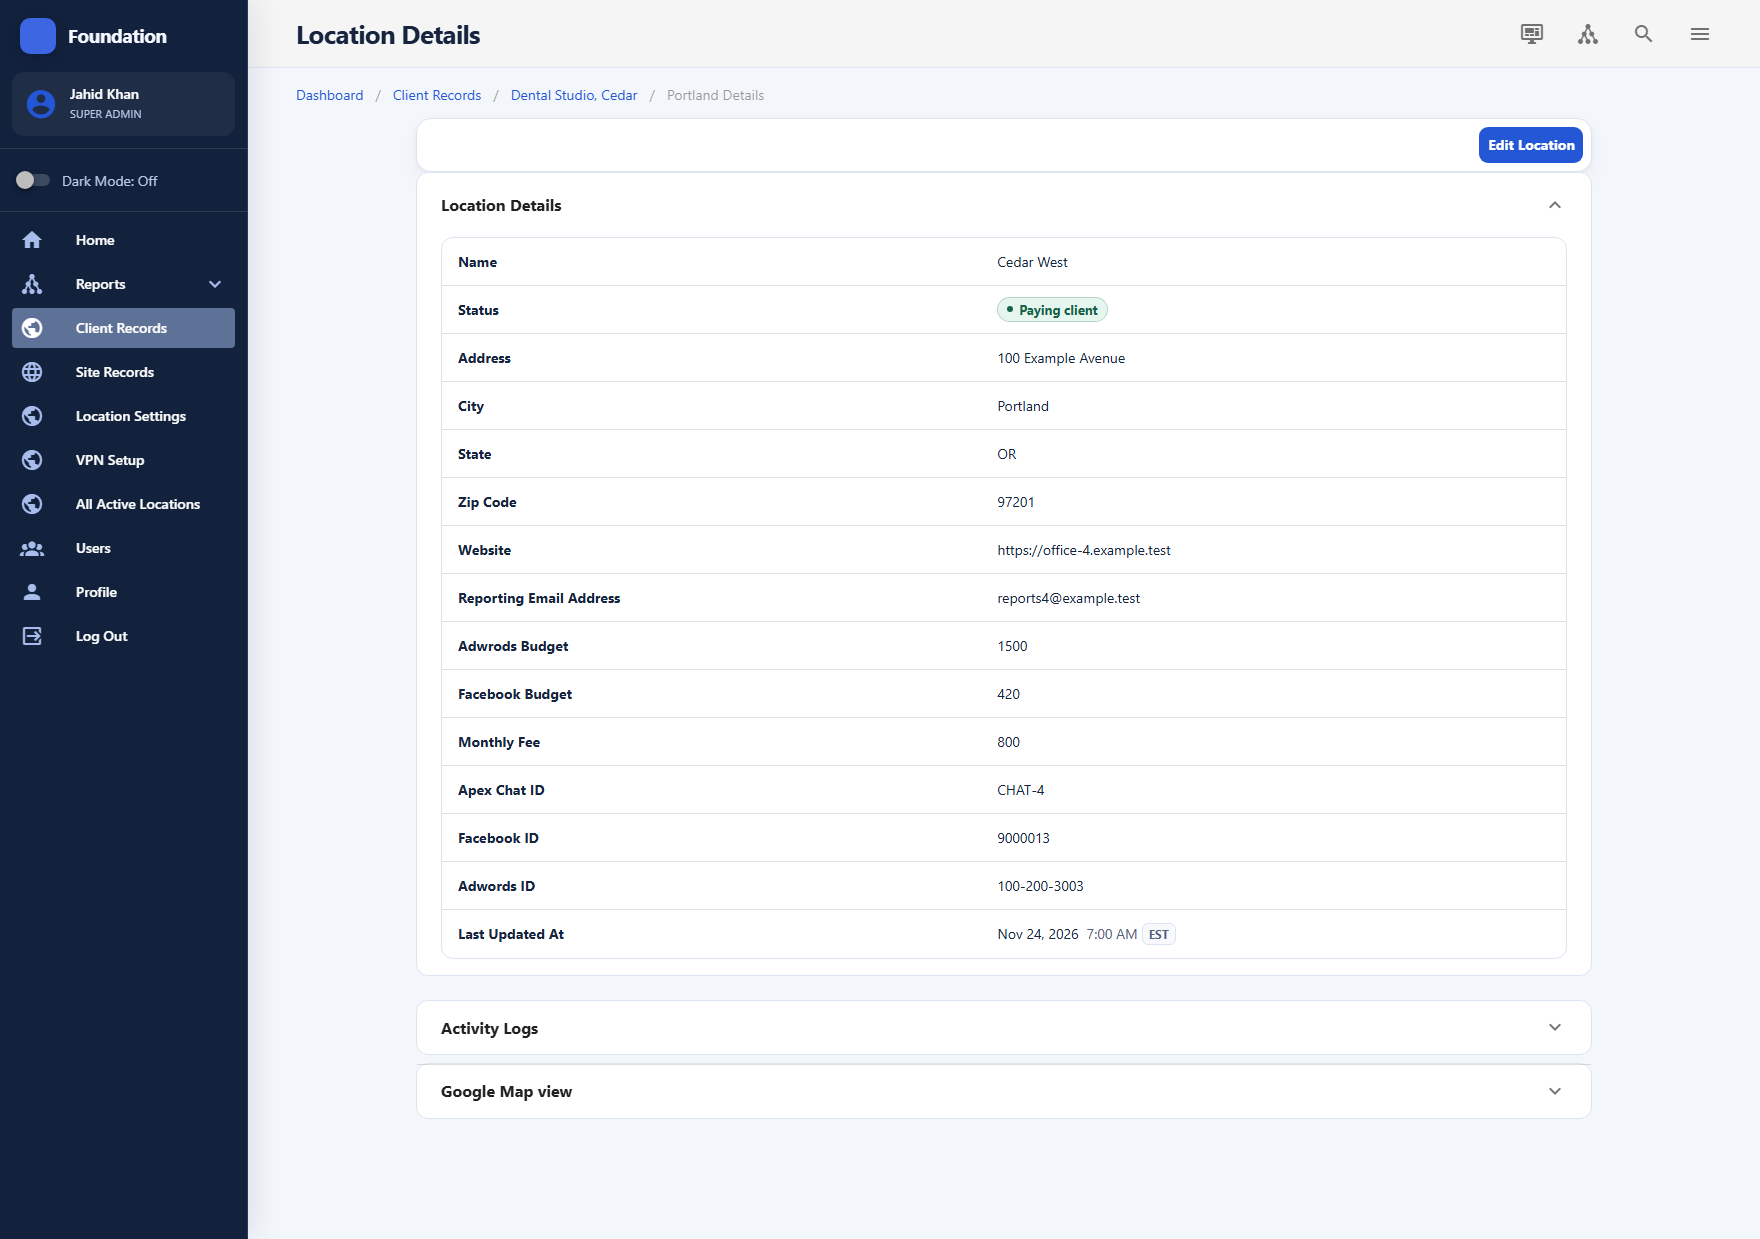 Foundation
Jahid Khan
SUPER ADMIN
Dark Mode: Off
Home
Reports
Client Records
Site Records
Location Settings
VPN Setup
All Active Locations
Users
Profile
Log Out
Location Details
Dashboard / Client Records / Dental Studio, Cedar / Portland Details
Edit Location
Location Details
Name Cedar West
Status Paying client
Address 100 Example Avenue
City Portland
State OR
Zip Code 97201
Website https://office-4.example.test
Reporting Email Address reports4@example.test
Adwrods Budget 1500
Facebook Budget 420
Monthly Fee 800
Apex Chat ID CHAT-4
Facebook ID 9000013
Adwords ID 100-200-3003
Last Updated At Nov 24, 2026 7:00 AM EST
Activity Logs
Google Map view